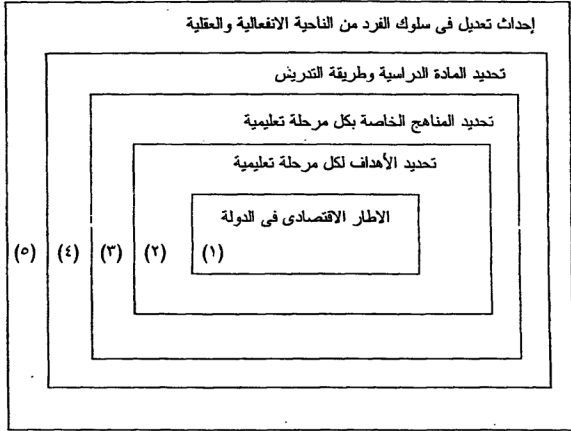 إحداث تعديل فى سلوك الفرد من الناحية الانفعالية والعقلية
تحديد المادة الدراسية وطريقة التدريس
تحديد المناهج الخاصة بكل مرحلة تعليمية
تحديد الأهداف لكل مرحلة تعليمية
الاطار الاقتصادى فى الدولة
(١) (٢) (٣) (٤) (٥)